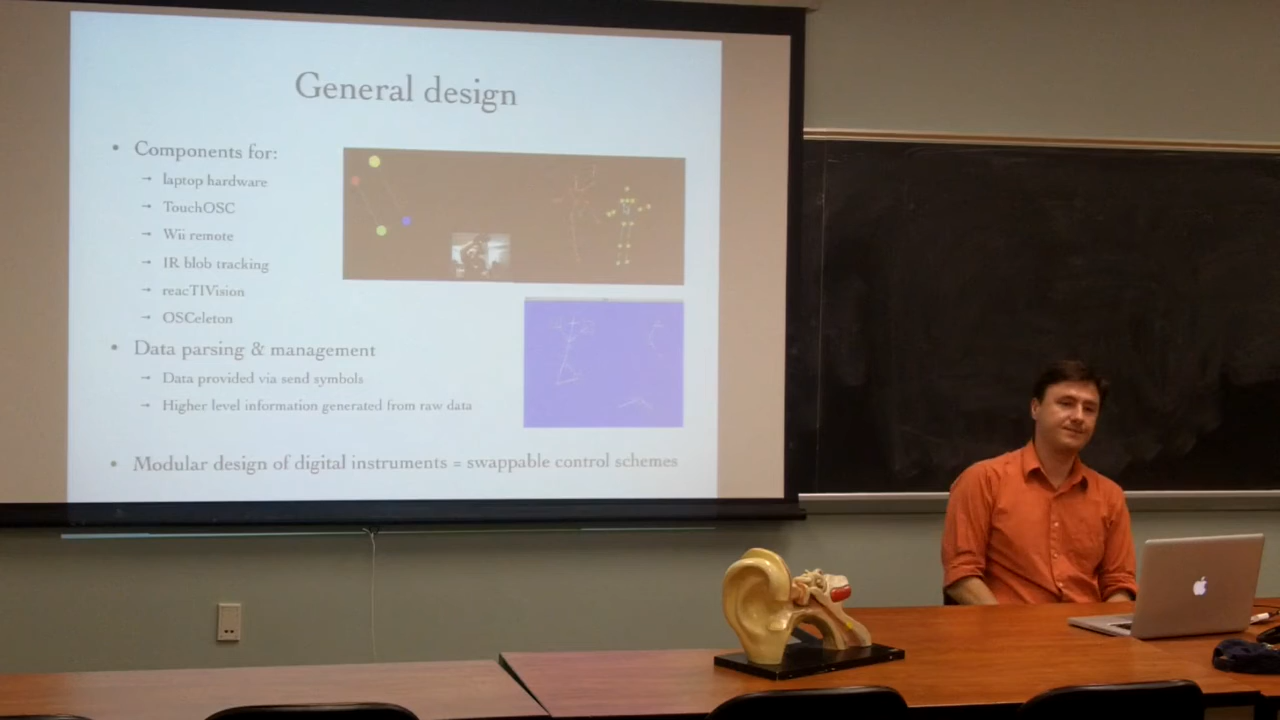 General design
• Components for:
→ laptop hardware
→ TouchOSC
→ Wii remote
→ IR blob tracking
→ reacTIVision
→ OSCeleton
• Data parsing & management
→ Data provided via send symbols
→ Higher level information generated from raw data
• Modular design of digital instruments = swappable control schemes